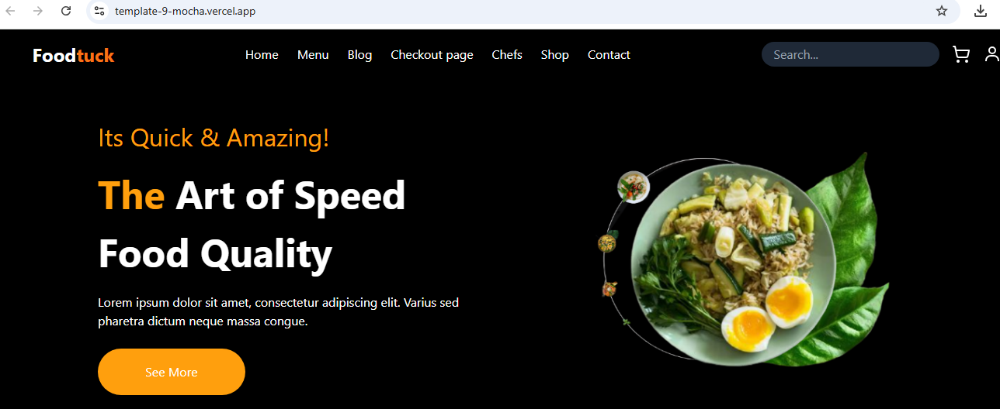 template-9-mocha.vercel.app
Foodtuck Home Menu Blog Checkout page Chefs Shop Contact Search...
Its Quick & Amazing!
The Art of Speed
Food Quality
Lorem ipsum dolor sit amet, consectetur adipiscing elit. Varius sed
pharetra dictum neque massa congue.
See More